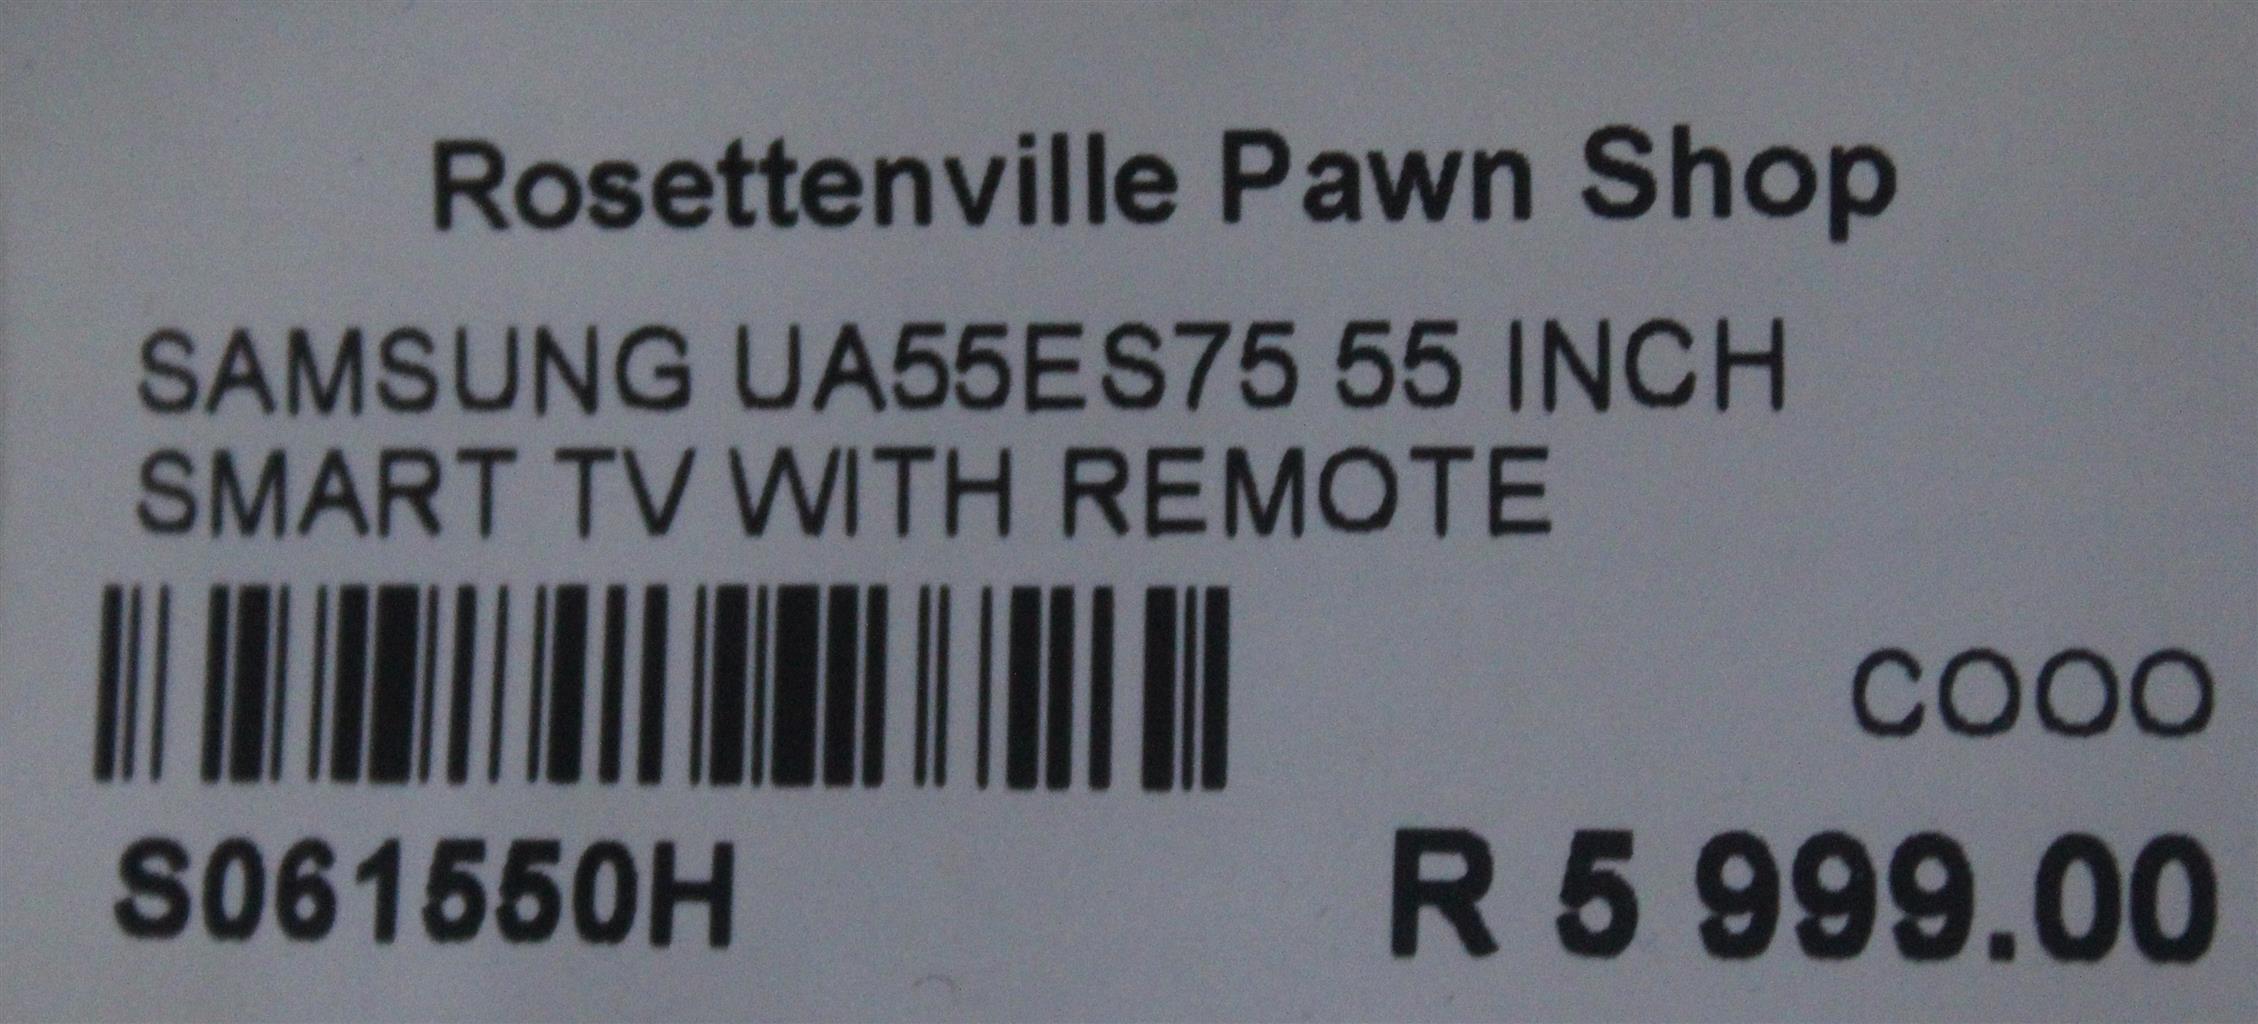 Rosettenville Pawn Shop
SAMSUNG UA55ES75 55 INCH
SMART TV WITH REMOTE
COOO
S061550H
R 5 999.00